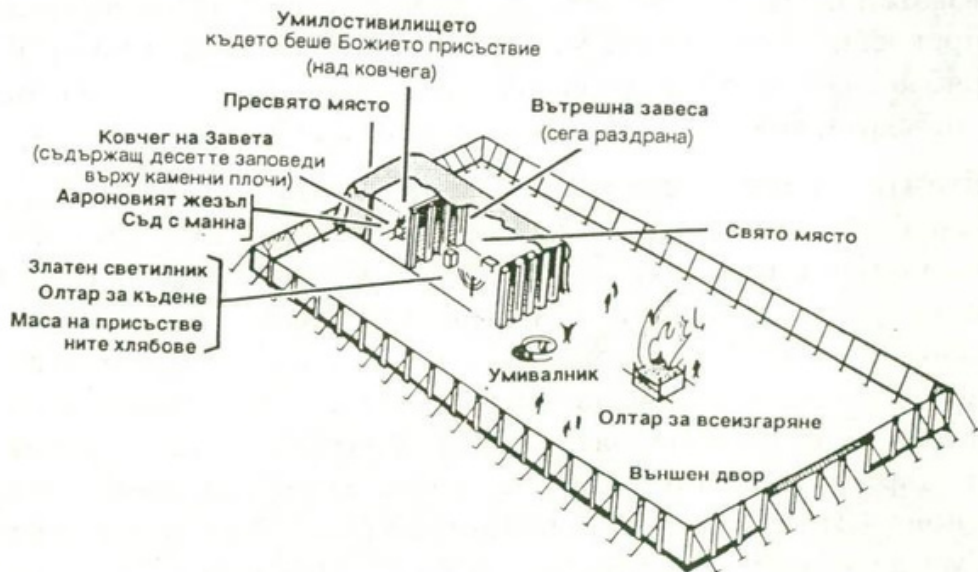 Умилостивилището
където беше Божието присъствие
(над ковчега)
Пресвято място
Вътрешна завеса
(сега раздрана)
Ковчег на Завета
(съдържащ десетте заповеди
върху каменни плочи)
Аароновият жезъл
Съд с манна
Свято място
Златен светилник
Олтар за къдене
Маса на присъстве
ните хлябове
Умивалник
Олтар за всеизгаряне
Външен двор